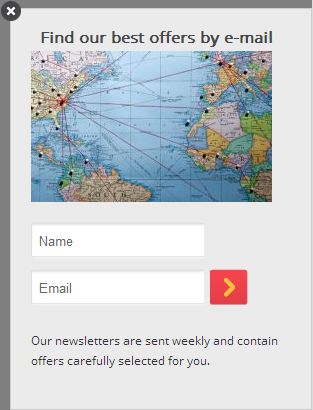 Find our best offers by e-mail
Name
Email
Our newsletters are sent weekly and contain
offers carefully selected for you.